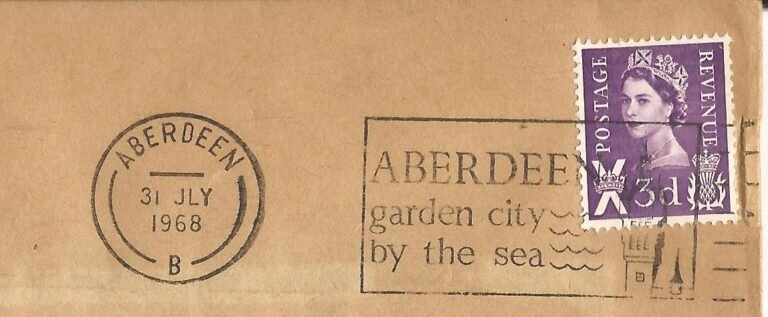 ABERDEEN
31 JLY
1968
B
ABERDEEN
garden city
by the sea
POSTAGE
REVENUE
3d